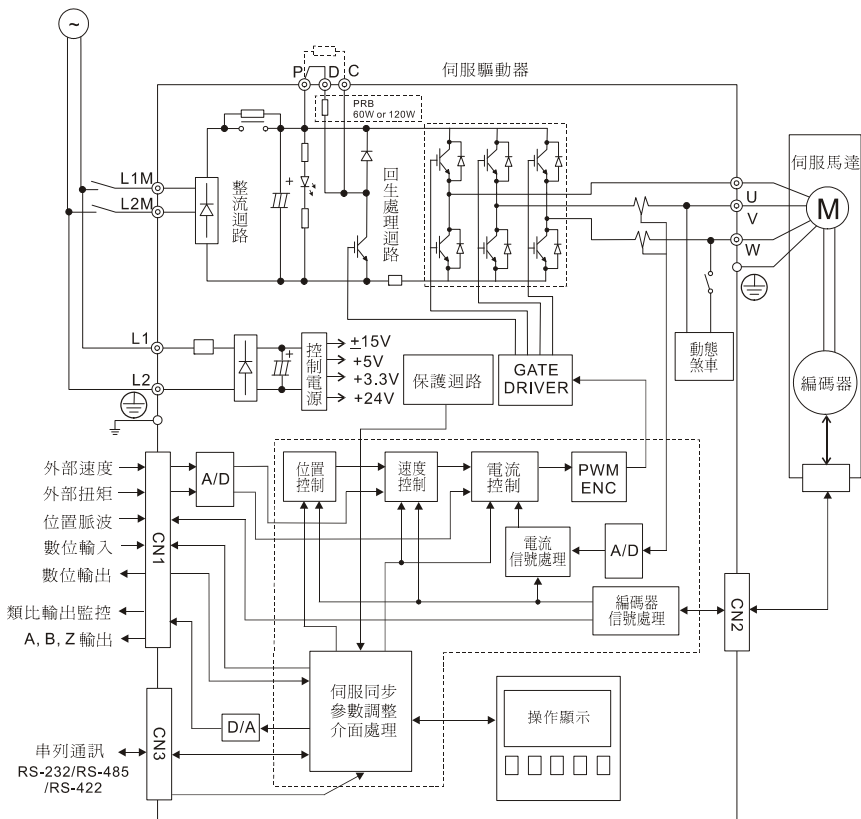 ~
P D C
伺服驅動器
PRB
60W or 120W
伺服馬達
L1M
L2M
整流迴路
+
回生處理迴路
U
V
W
M
L1
L2
+
控制電源
±15V
+5V
+3.3V
+24V
保護迴路
GATE
DRIVER
動態
煞車
編碼器
外部速度
外部扭矩
位置脈波
數位輸入
數位輸出
類比輸出監控
A, B, Z 輸出
CN1
A/D
位置
控制
速度
控制
電流
控制
PWM
ENC
電流
信號處理
A/D
編碼器
信號處理
CN2
伺服同步
參數調整
介面處理
D/A
操作顯示
串列通訊
RS-232/RS-485
/RS-422
CN3